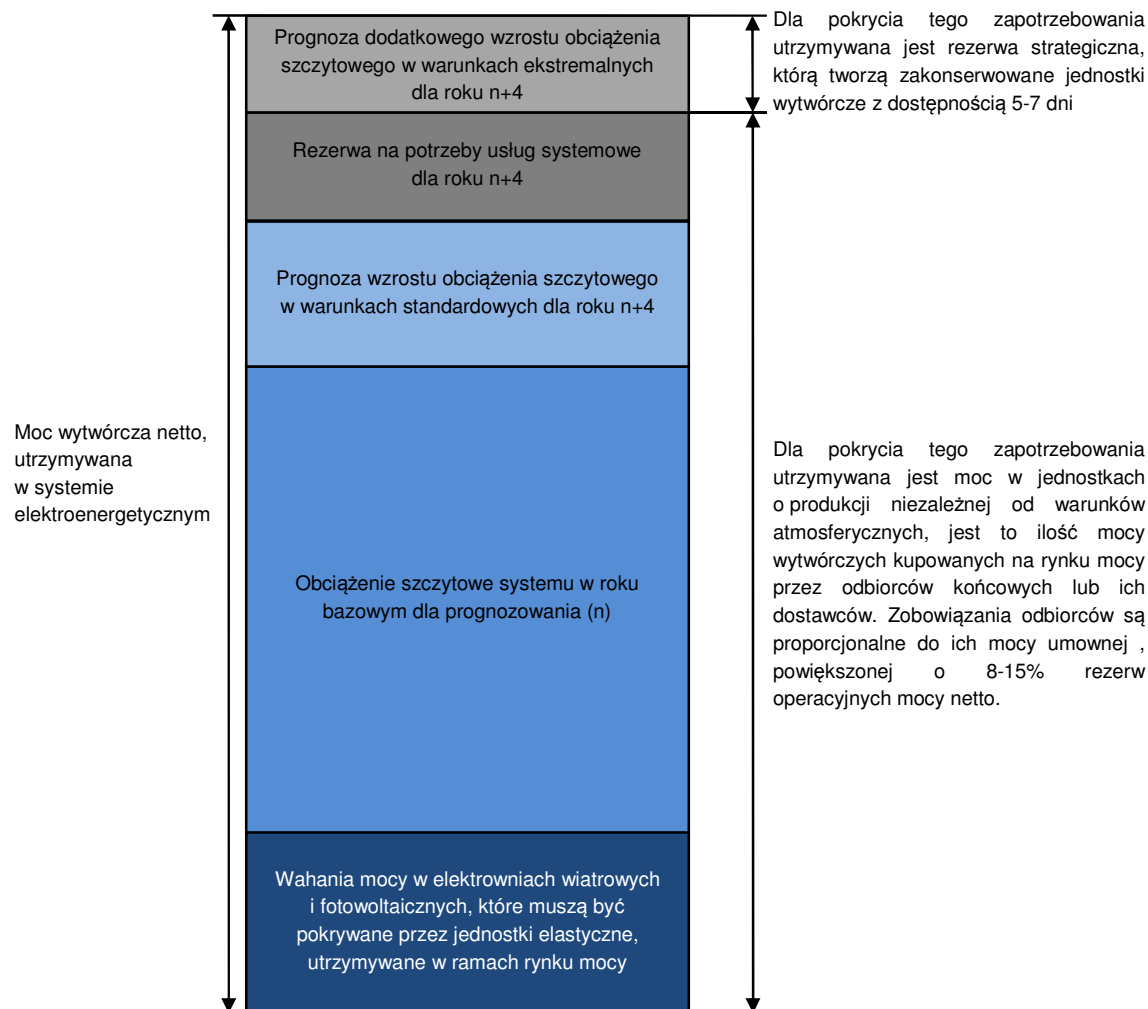 Prognoza dodatkowego wzrostu obciążenia
szczytowego w warunkach ekstremalnych
dla roku n+4
Dla pokrycia tego zapotrzebowania
utrzymywana jest rezerwa strategiczna,
którą tworzą zakonserwowane jednostki
wytwórcze z dostępnością 5-7 dni
Rezerwa na potrzeby usług systemowe
dla roku n+4
Prognoza wzrostu obciążenia szczytowego
w warunkach standardowych dla roku n+4
Moc wytwórcza netto,
utrzymywana
w systemie
elektroenergetycznym
Obciążenie szczytowe systemu w roku
bazowym dla prognozowania (n)
Dla pokrycia tego zapotrzebowania
utrzymywana jest moc w jednostkach
o produkcji niezależnej od warunków
atmosferycznych, jest to ilość mocy
wytwórczych kupowanych na rynku mocy
przez odbiorców końcowych lub ich
dostawców. Zobowiązania odbiorców są
proporcjonalne do ich mocy umownej ,
powiększonej o 8-15% rezerw
operacyjnych mocy netto.
Wahania mocy w elektrowniach wiatrowych
i fotowoltaicznych, które muszą być
pokrywane przez jednostki elastyczne,
utrzymywane w ramach rynku mocy